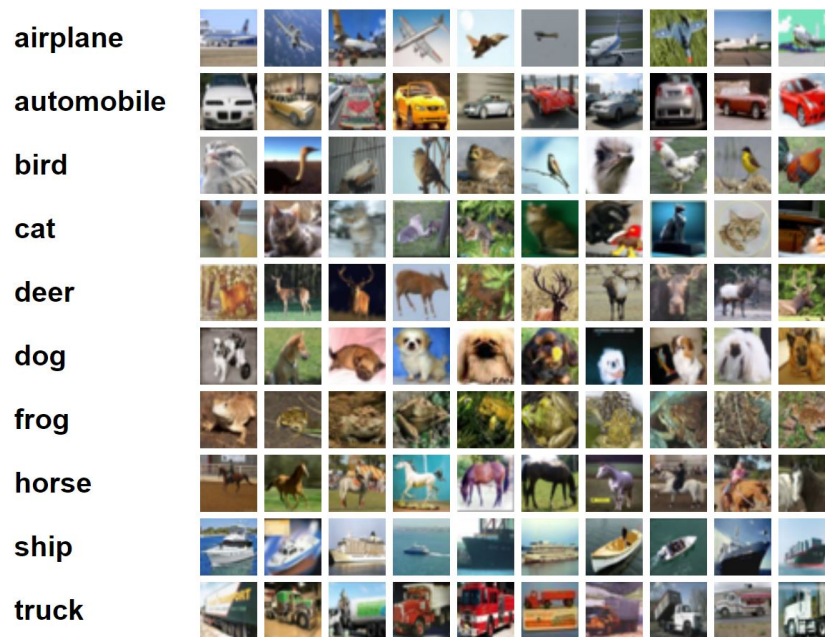 airplane
automobile
bird
cat
deer
dog
frog
horse
ship
truck